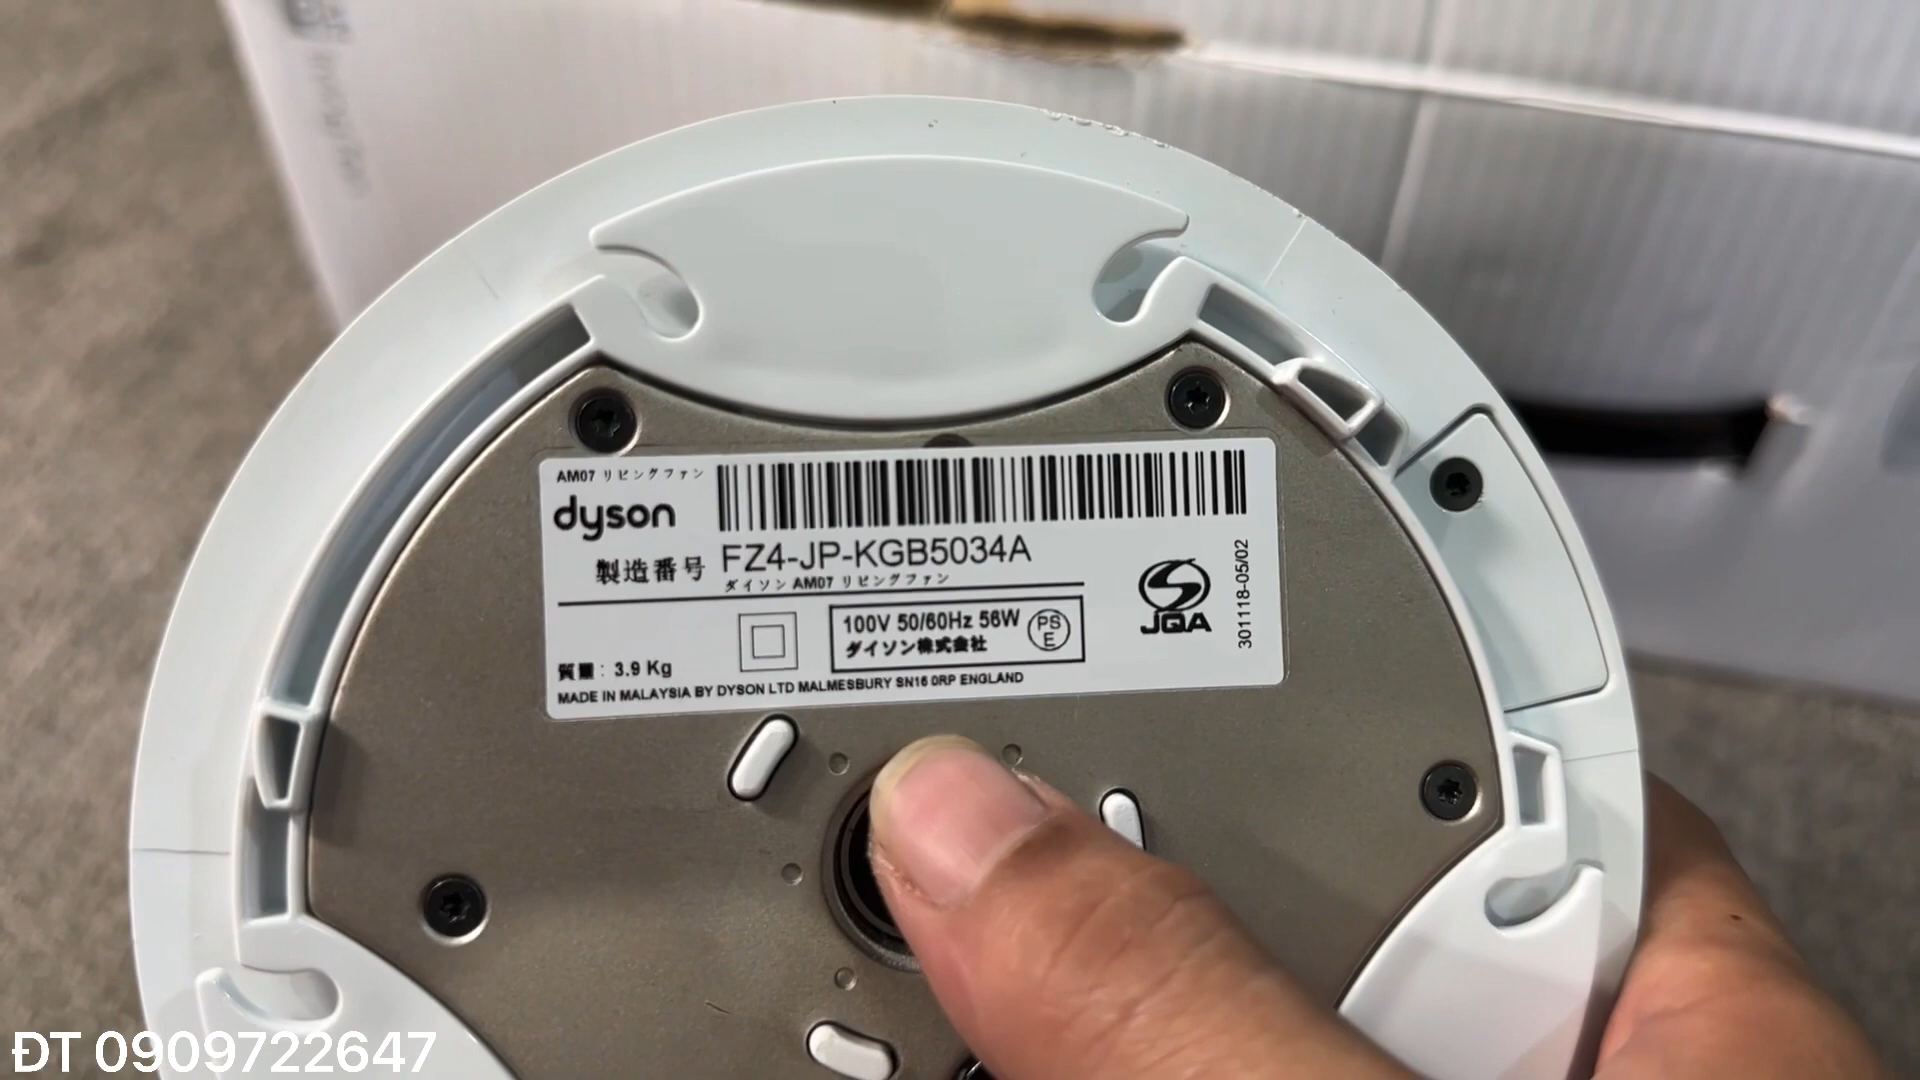 AM07 リビングファン
dyson
製造番号 FZ4-JP-KGB5034A
ダイソン AM07 リビングファン
100V 50/60Hz 56W
ダイソン株式会社
PS
E
JQA
301118-05/02
質量: 3.9 Kg
MADE IN MALAYSIA BY DYSON LTD MALMESBURY SN16 0RP ENGLAND
ĐT 0909722647